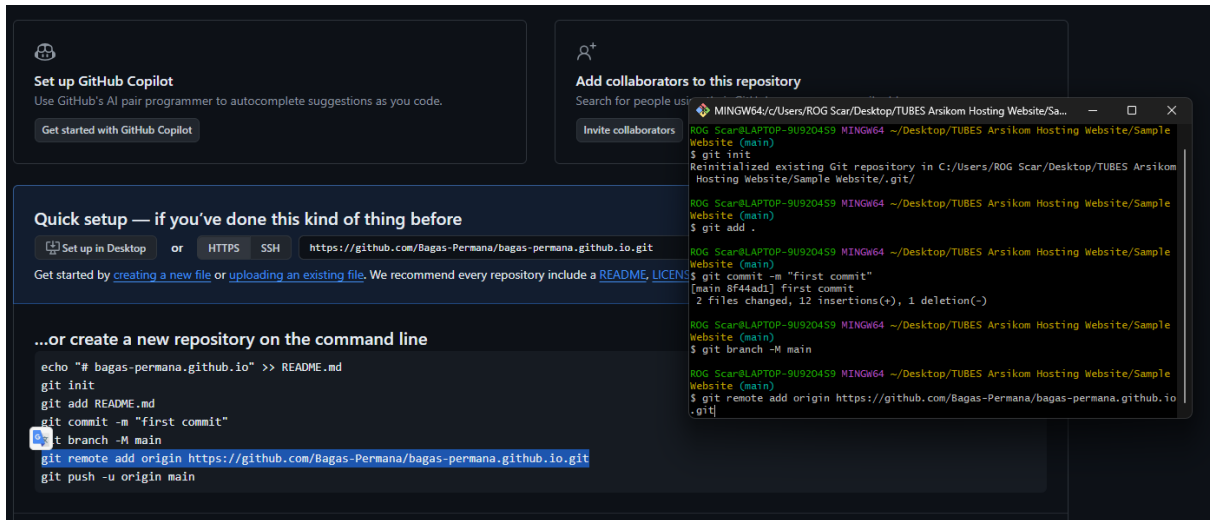 Set up GitHub Copilot
Use GitHub's AI pair programmer to autocomplete suggestions as you code.
Get started with GitHub Copilot
Add collaborators to this repository
Search for people
Invite collaborators
Quick setup — if you've done this kind of thing before
Set up in Desktop or HTTPS SSH https://github.com/Bagas-Permana/bagas-permana.github.io.git
Get started by creating a new file or uploading an existing file. We recommend every repository include a README, LICENS
...or create a new repository on the command line
echo "# bagas-permana.github.io" >> README.md
git init
git add README.md
git commit -m "first commit"
git branch -M main
git remote add origin https://github.com/Bagas-Permana/bagas-permana.github.io.git
git push -u origin main
MINGW64:/c/Users/ROG Scar/Desktop/TUBES Arsikom Hosting Website/Sa...
ROG Scar@LAPTOP-9U92O4S9 MINGW64 ~/Desktop/TUBES Arsikom Hosting Website/Sample
Website (main)
$ git init
Reinitialized existing Git repository in C:/Users/ROG Scar/Desktop/TUBES Arsikom
Hosting Website/Sample Website/.git/
ROG Scar@LAPTOP-9U92O4S9 MINGW64 ~/Desktop/TUBES Arsikom Hosting Website/Sample
Website (main)
$ git add .
ROG Scar@LAPTOP-9U92O4S9 MINGW64 ~/Desktop/TUBES Arsikom Hosting Website/Sample
Website (main)
$ git commit -m "first commit"
[main 8f44ad1] first commit
2 files changed, 12 insertions(+), 1 deletion(-)
ROG Scar@LAPTOP-9U92O4S9 MINGW64 ~/Desktop/TUBES Arsikom Hosting Website/Sample
Website (main)
$ git branch -M main
ROG Scar@LAPTOP-9U92O4S9 MINGW64 ~/Desktop/TUBES Arsikom Hosting Website/Sample
Website (main)
$ git remote add origin https://github.com/Bagas-Permana/bagas-permana.github.io
.git